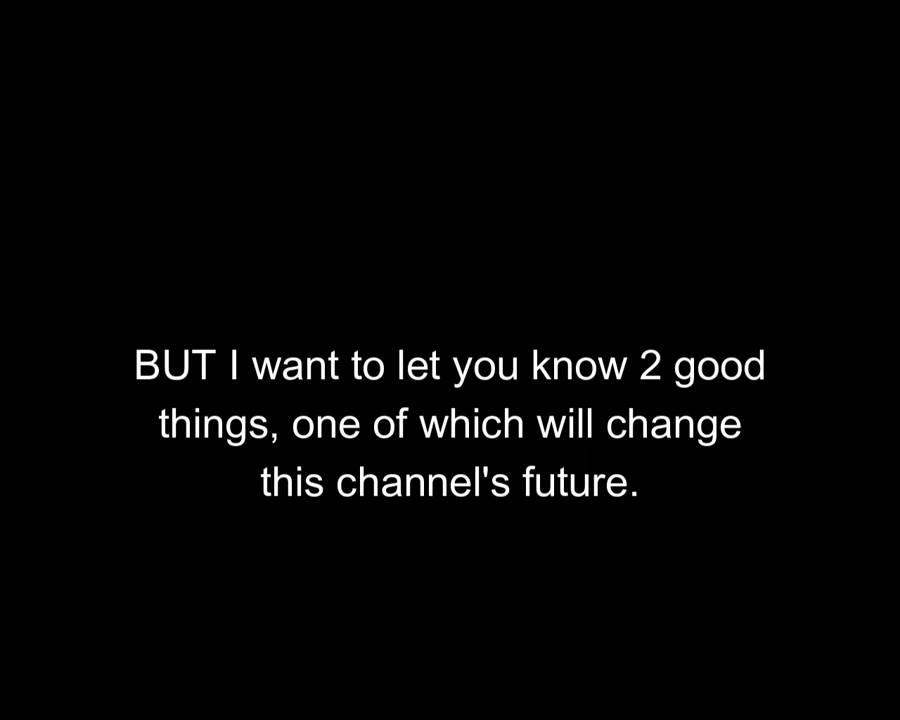 BUT I want to let you know 2 good
things, one of which will change
this channel's future.